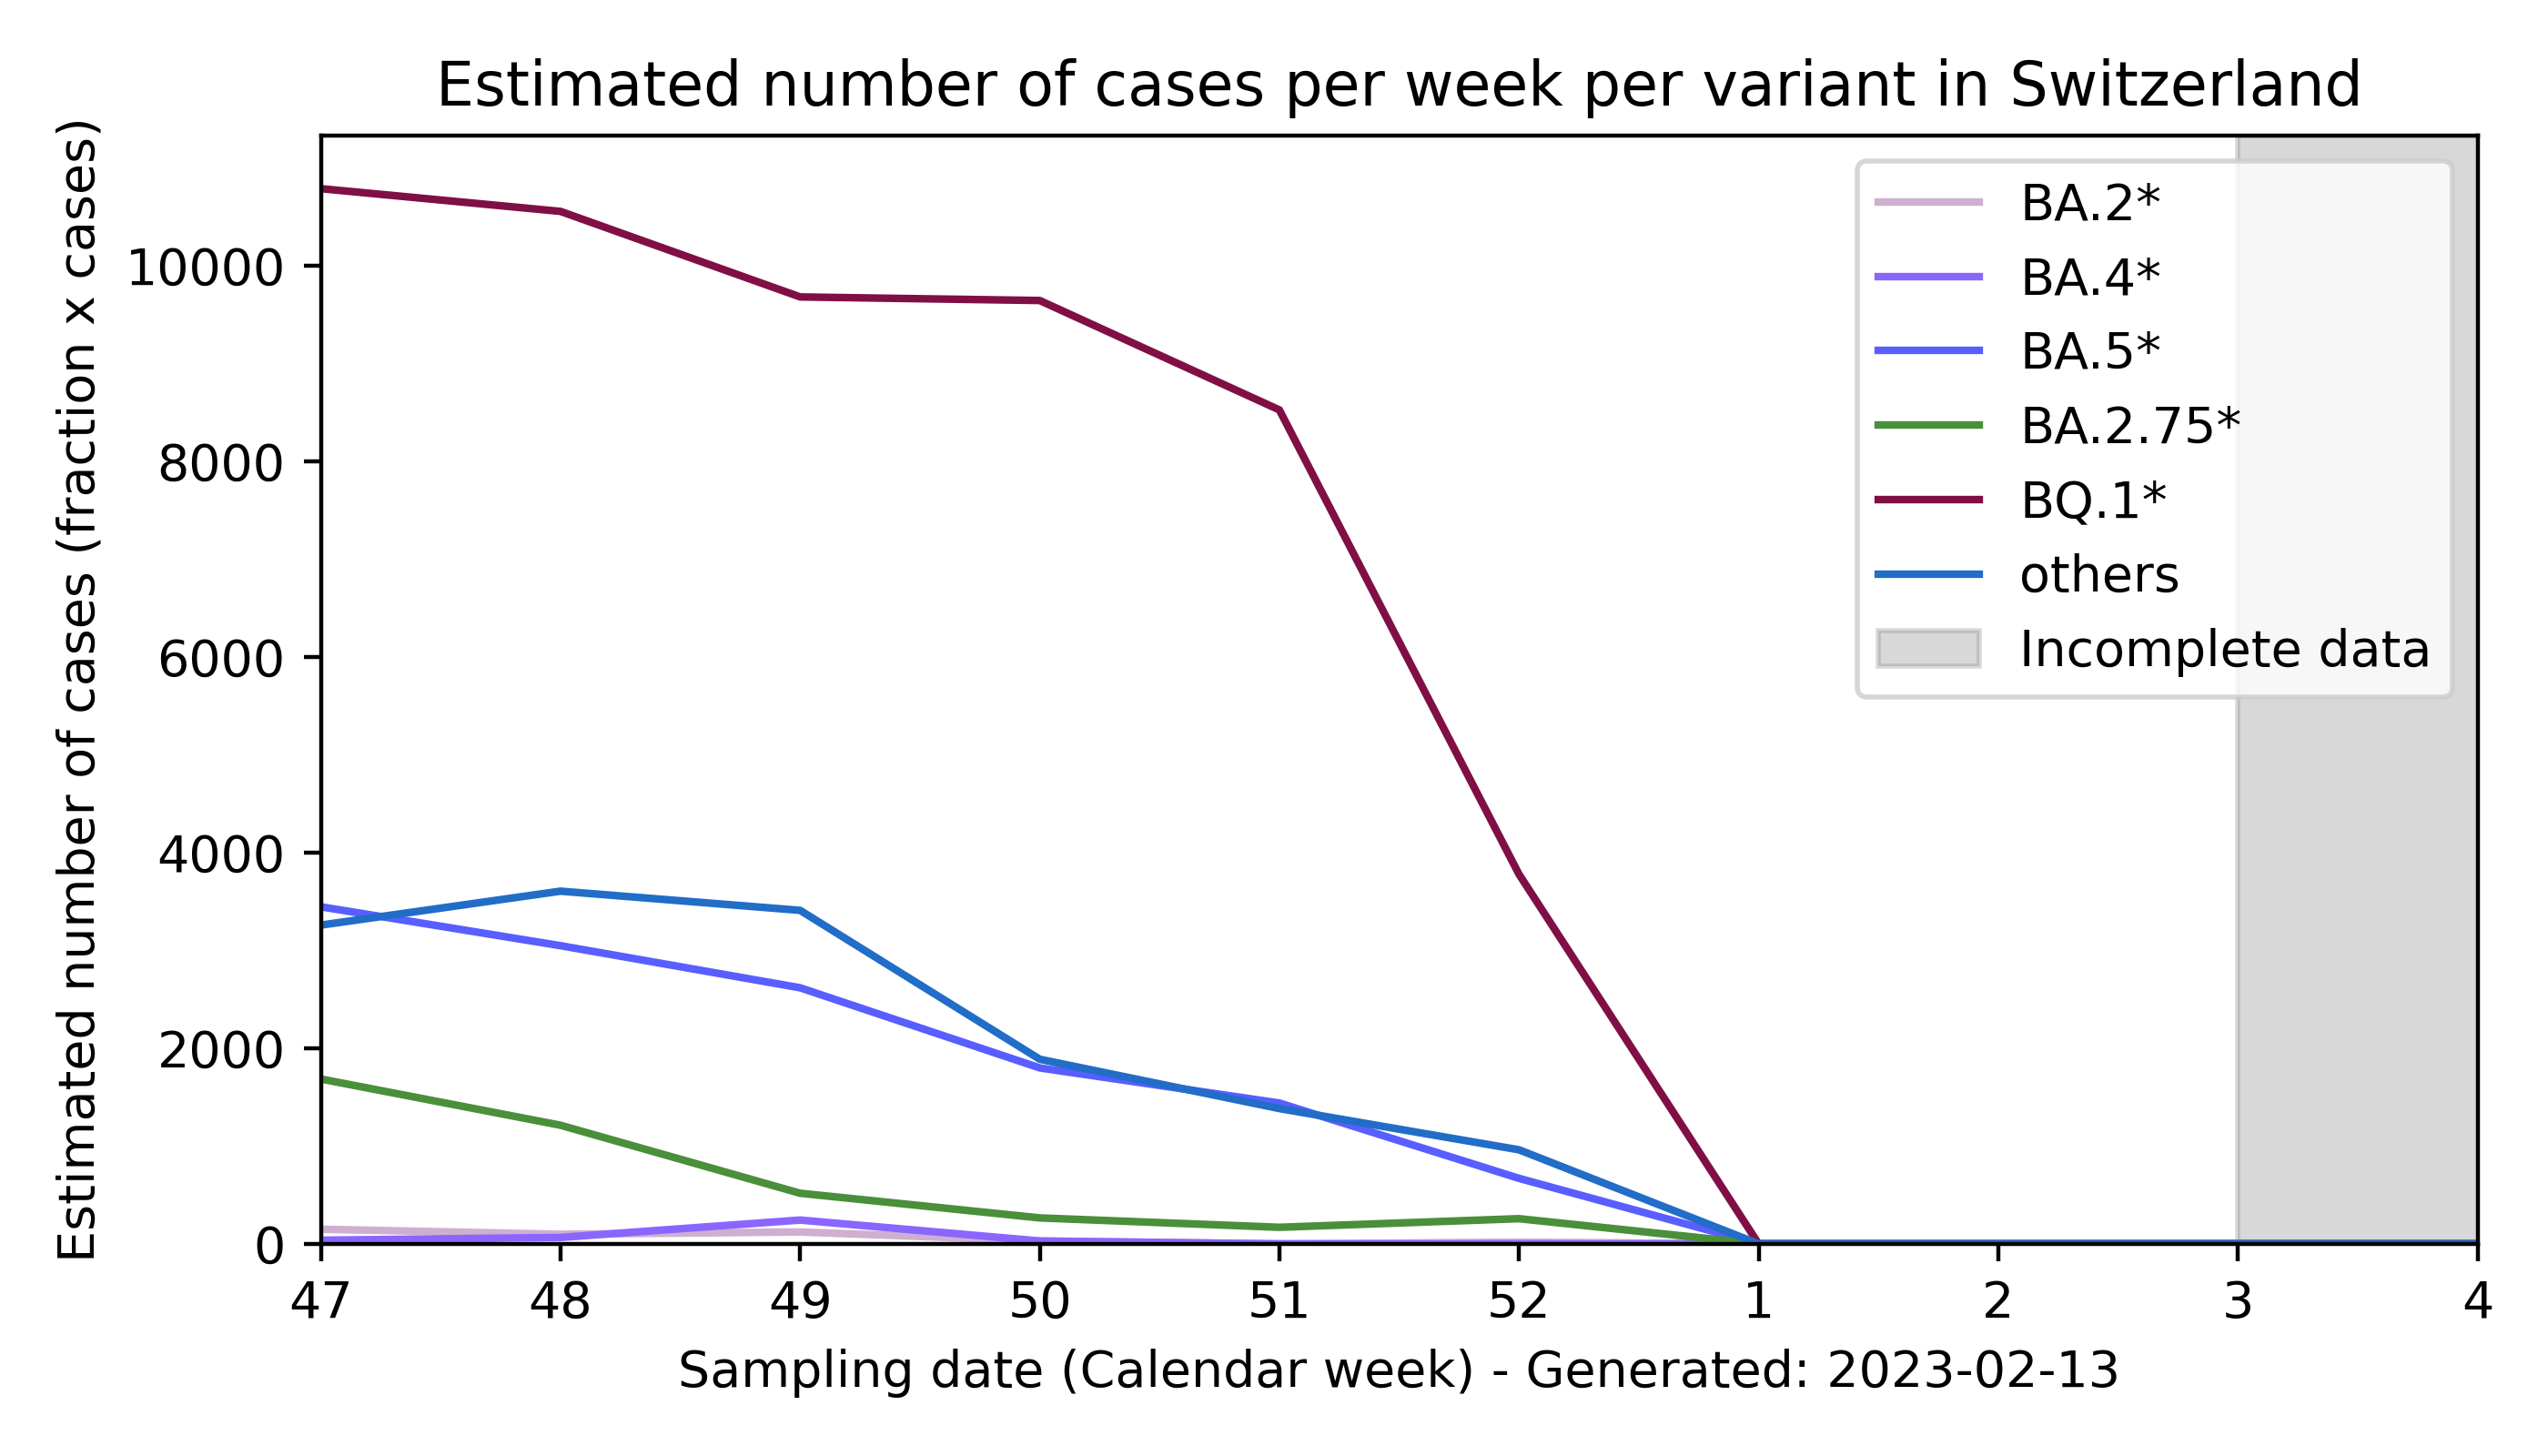 Estimated number of cases per week per variant in Switzerland
Estimated number of cases (fraction x cases)
10000
8000
6000
4000
2000
0
BA.2*
BA.4*
BA.5*
BA.2.75*
BQ.1*
others
Incomplete data
47 48 49 50 51 52 1 2 3 4
Sampling date (Calendar week) - Generated: 2023-02-13